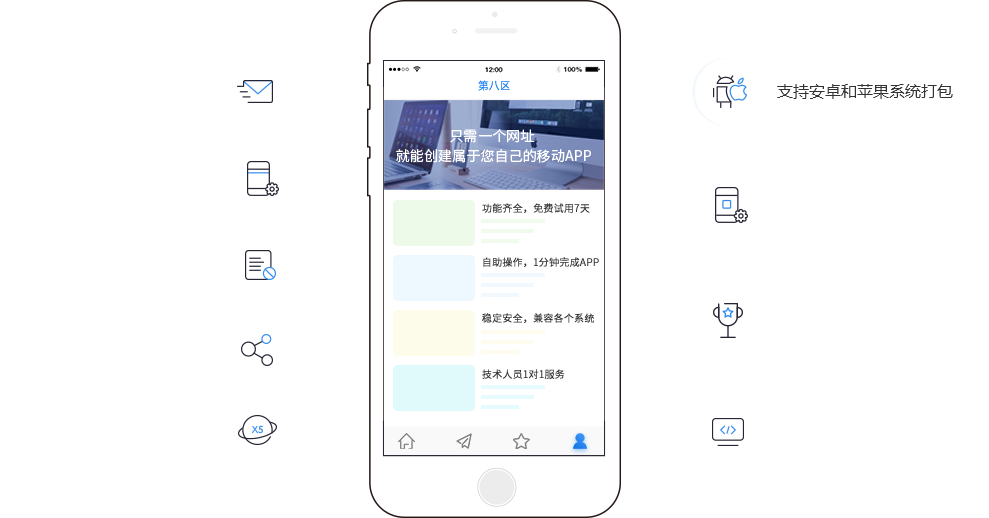 12:00
100%
第八区
只需一个网址
就能创建属于您自己的移动APP
支持安卓和苹果系统打包
功能齐全，免费试用7天
自助操作，1分钟完成APP
稳定安全，兼容各个系统
技术人员1对1服务
X5